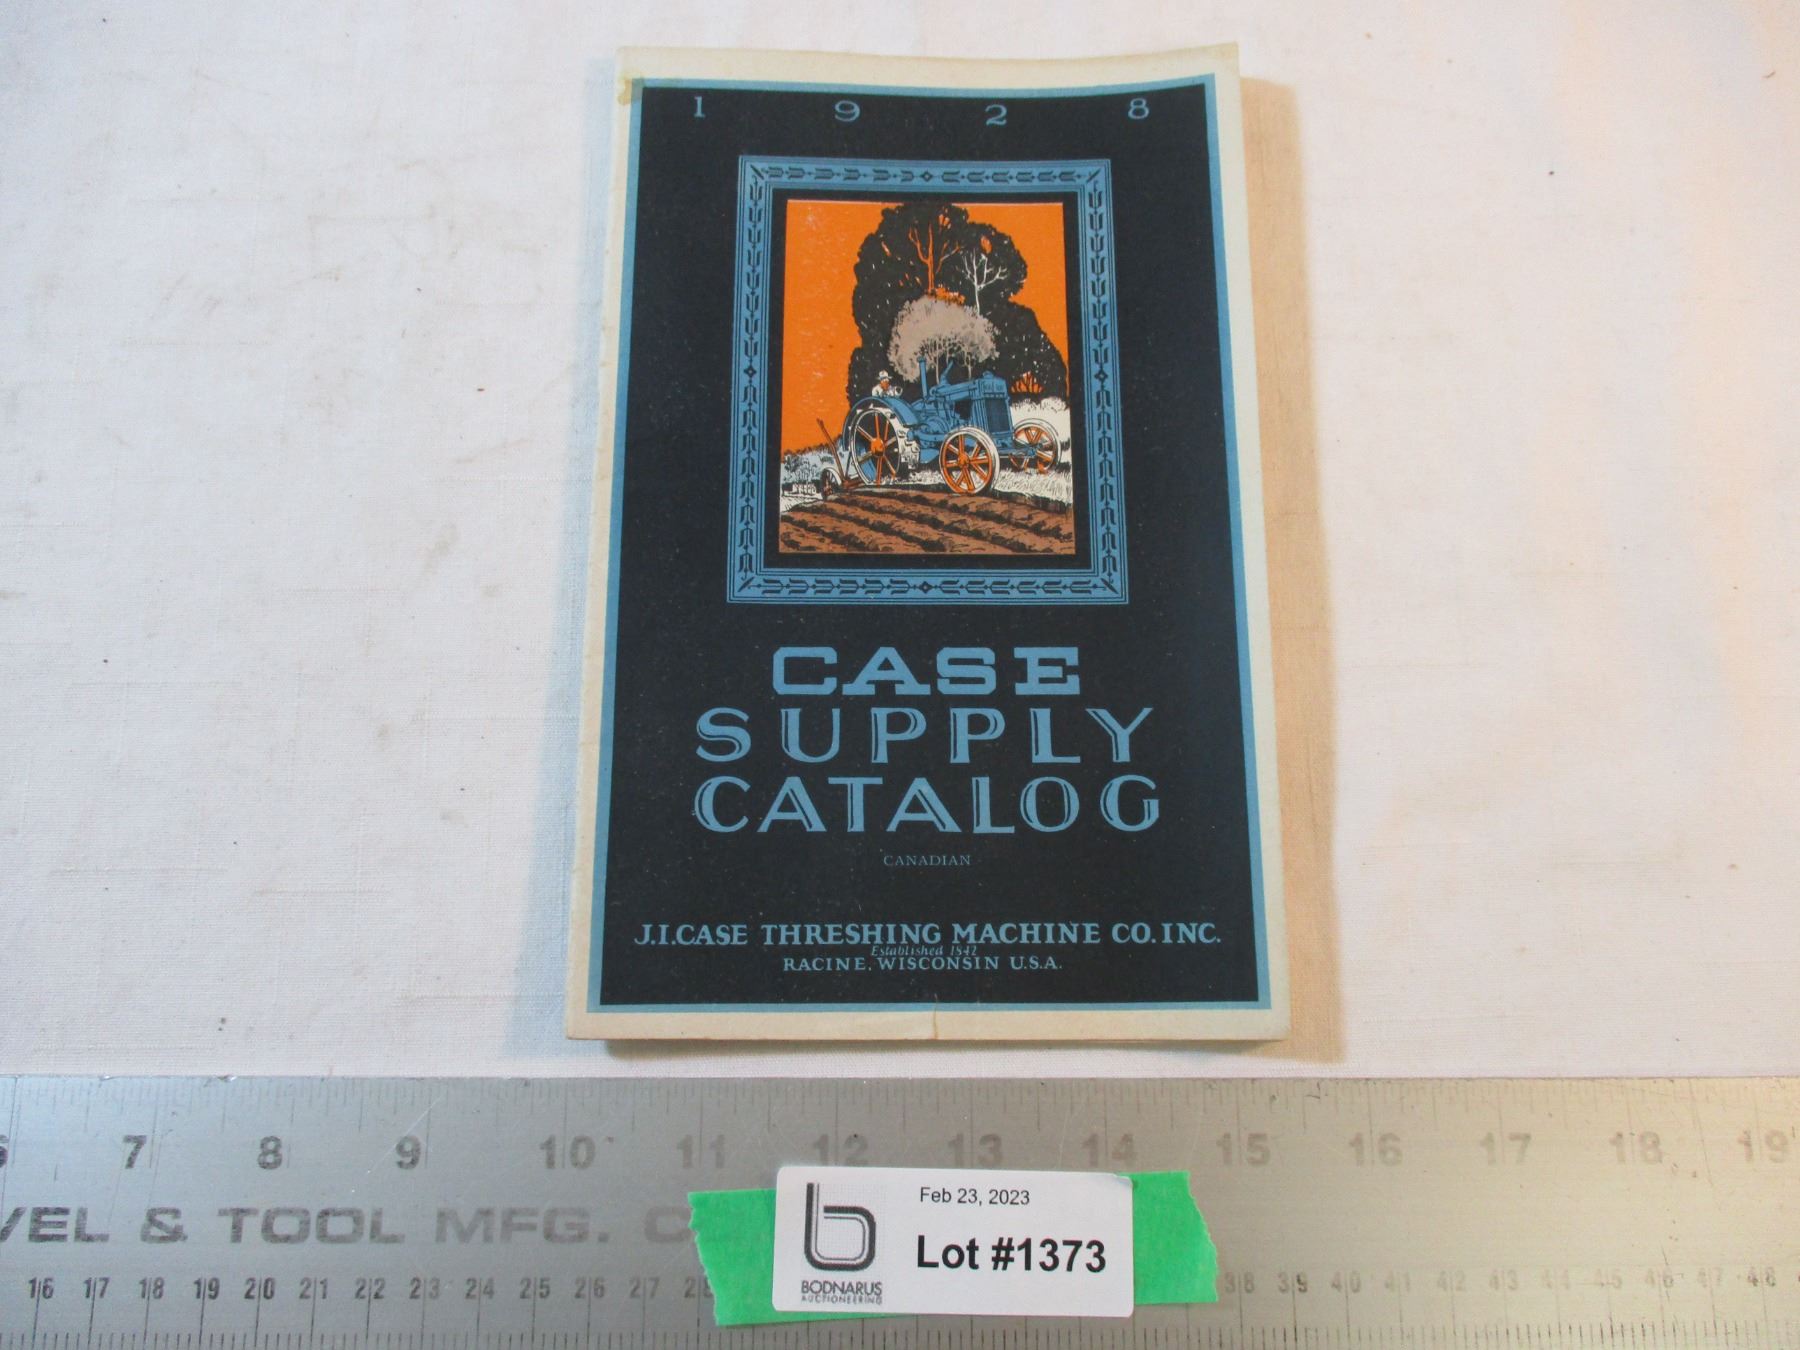 1 9 2 8
CASE
SUPPLY
CATALOG
CANADIAN
J.I.CASE THRESHING MACHINE CO. INC.
Established 1842
RACINE, WISCONSIN U.S.A.
6 7 8 9 10 11 12 13 14 15 16 17 18 19
VEL & TOOL MFG. C
16 17 18 19 20 21 22 23 24 25 26 27 38 39 40 41 42 43 44 45 46 47 48
Feb 23, 2023
Lot #1373
BODNARUS
AUCTIONEERING